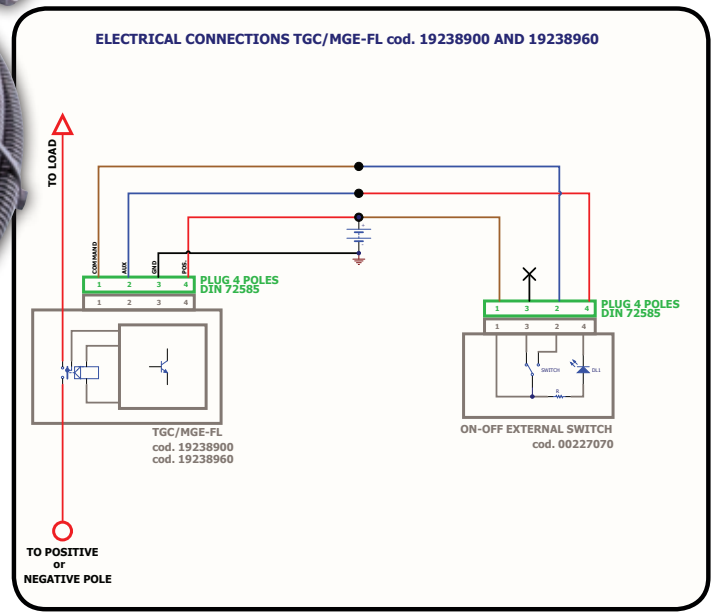 ELECTRICAL CONNECTIONS TGC/MGE-FL cod. 19238900 AND 19238960
TO LOAD
COMMAND
AUX
GND
POS.
1 2 3 4
PLUG 4 POLES
DIN 72585
1 2 3 4
+
1 3 2 4
PLUG 4 POLES
DIN 72585
1 3 2 4
SWITCH
DL1
R
TGC/MGE-FL
cod. 19238900
cod. 19238960
ON-OFF EXTERNAL SWITCH
cod. 00227070
TO POSITIVE
or
NEGATIVE POLE